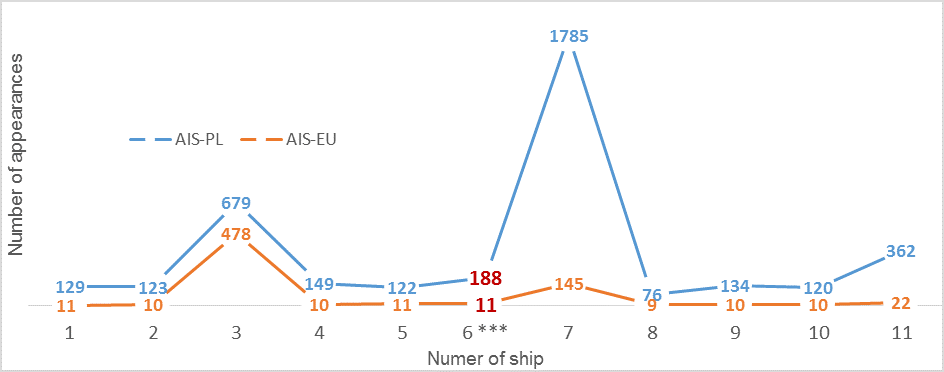 1785
Number of appearances
AIS-PL AIS-EU
679
478
362
129 123 149 122 188 145 76 134 120
11 10 10 11 11 9 10 10 22
1 2 3 4 5 6 *** 7 8 9 10 11
Numer of ship